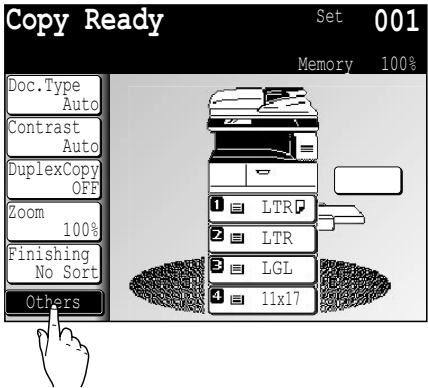 Copy Ready Set 001
Memory 100%
Doc.Type
Auto
Contrast
Auto
DuplexCopy
OFF
Zoom
100%
Finishing
No Sort
Others
1 LTR
2 LTR
3 LGL
4 11x17